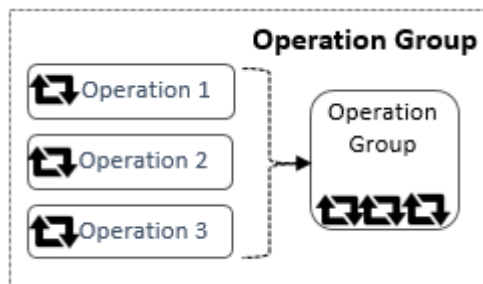 Operation Group
Operation 1
Operation 2
Operation 3
Operation
Group